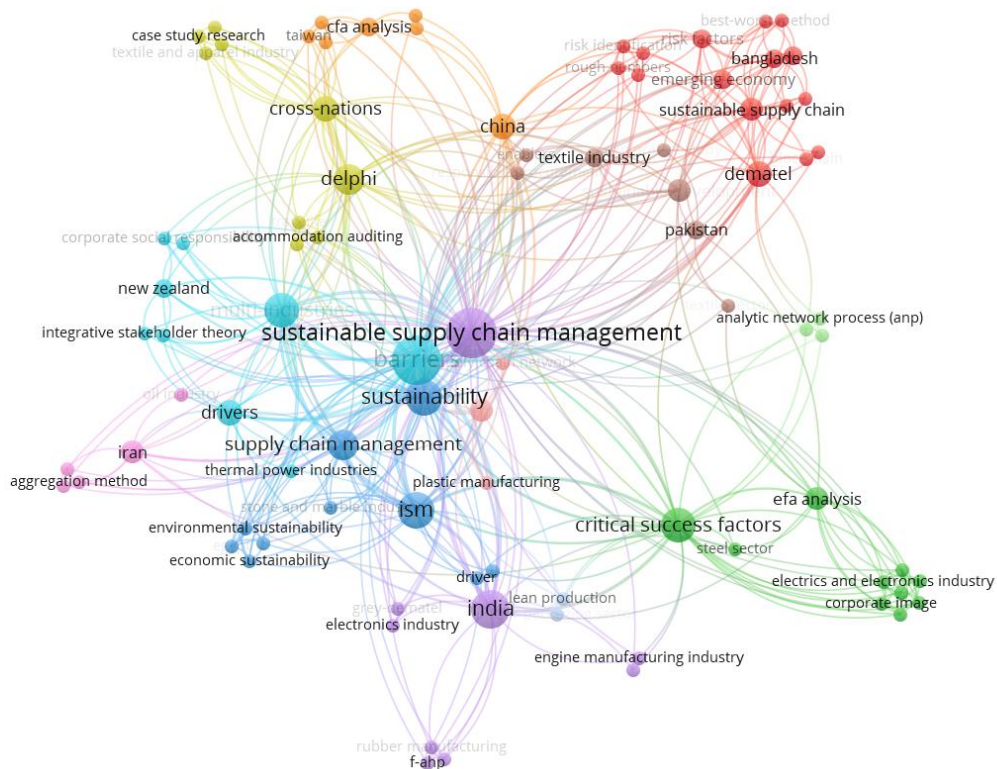 best-worst method
cfa analysis
case study research
taiwan
risk factors
risk identification
textile and apparel industry
bangladesh
rough numbers
emerging economy
cross-nations
sustainable supply chain
china
textile industry
delphi
dematel
pakistan
corporate social
accommodation auditing
new zealand
multi industries
analytic network process (anp)
integrative stakeholder theory
sustainable supply chain management
barriers
network
oil industry
sustainability
drivers
supply chain management
iran
thermal power industries
aggregation method
plastic manufacturing
efa analysis
stone and marble
ism
critical success factors
environmental sustainability
steel sector
economic sustainability
driver
electrics and electronics industry
lean production
corporate image
grey-dematel
india
electronics industry
engine manufacturing industry
rubber manufacturing
f-ahp